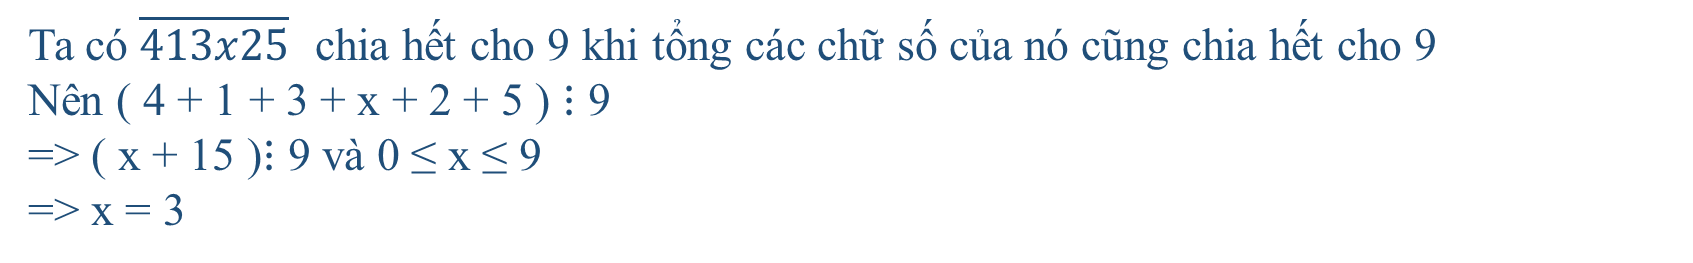 Ta có \overline{413x25} chia hết cho 9 khi tổng các chữ số của nó cũng chia hết cho 9
Nên ( 4 + 1 + 3 + x + 2 + 5 ) ⋮ 9
=> ( x + 15 )⋮ 9 và 0 ≤ x ≤ 9
=> x = 3